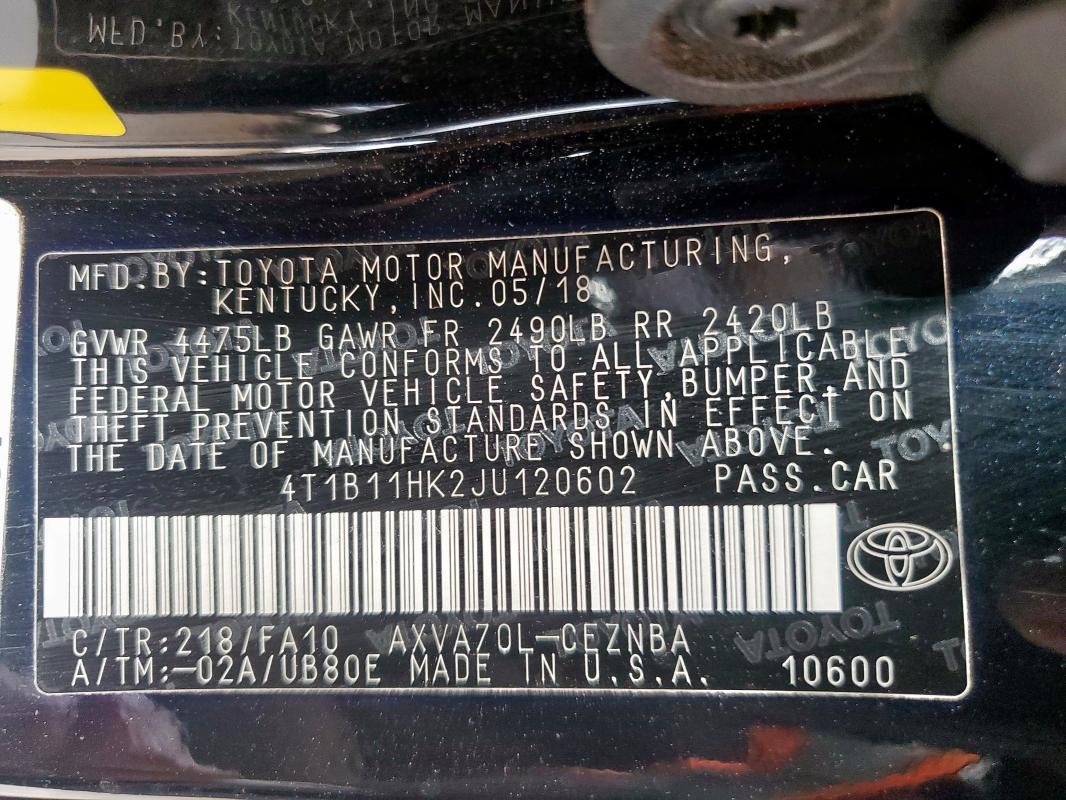 MFD.BY:TOYOTA MOTOR MANUFACTURING,
KENTUCKY, INC.05/18
GVWR 4475LB GAWR FR 2490LB RR 2420LB
THIS VEHICLE CONFORMS TO ALL APPLICABLE
FEDERAL MOTOR VEHICLE SAFETY,BUMPER,AND
THEFT PREVENTION STANDARDS IN EFFECT ON
THE DATE OF MANUFACTURE SHOWN ABOVE.
4T1B11HK2JU120602 PASS.CAR
C/TR:218/FA10 AXVA70L-CEZNBA
A/TM:-02A/UB80E MADE IN U.S.A. 10600